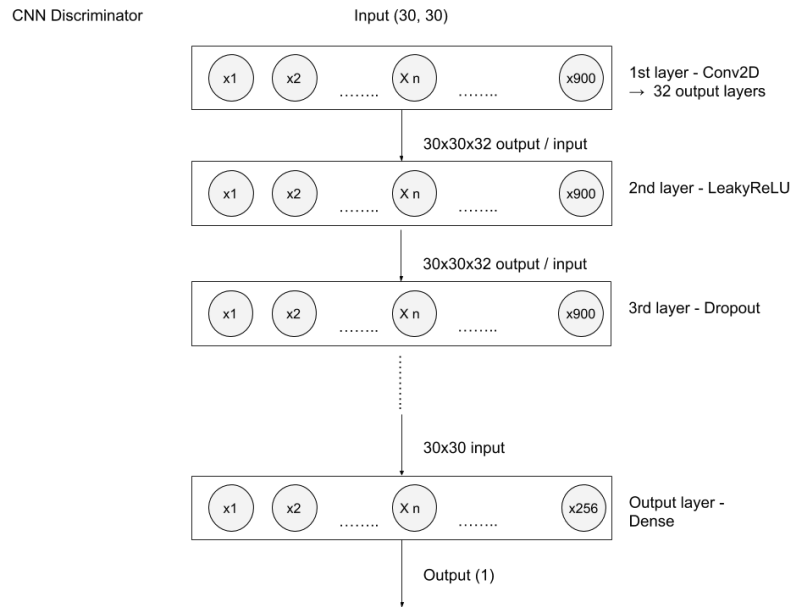 CNN Discriminator
Input (30, 30)
x1 x2 ........ X n ........ x900
1st layer - Conv2D
→ 32 output layers
30x30x32 output / input
x1 x2 ........ X n ........ x900
2nd layer - LeakyReLU
30x30x32 output / input
x1 x2 ........ X n ........ x900
3rd layer - Dropout
30x30 input
x1 x2 ........ X n ........ x256
Output layer -
Dense
Output (1)